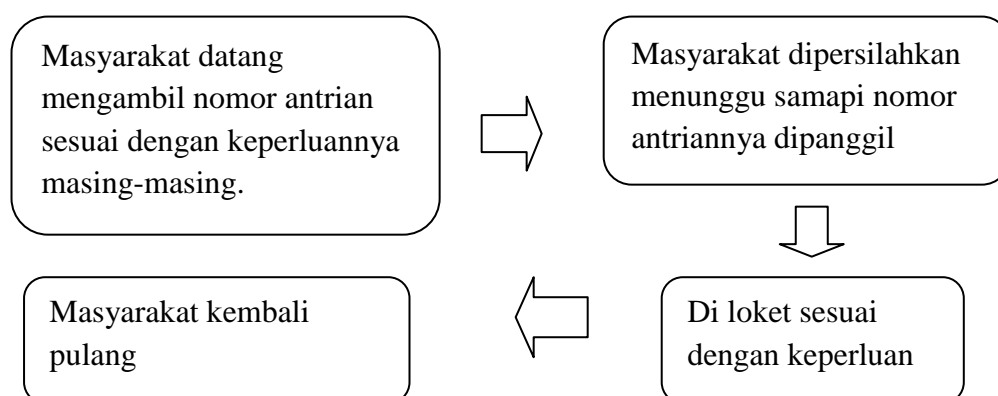 Masyarakat datang
mengambil nomor antrian
sesuai dengan keperluannya
masing-masing.
Masyarakat dipersilahkan
menunggu samapi nomor
antriannya dipanggil
Di loket sesuai
dengan keperluan
Masyarakat kembali
pulang